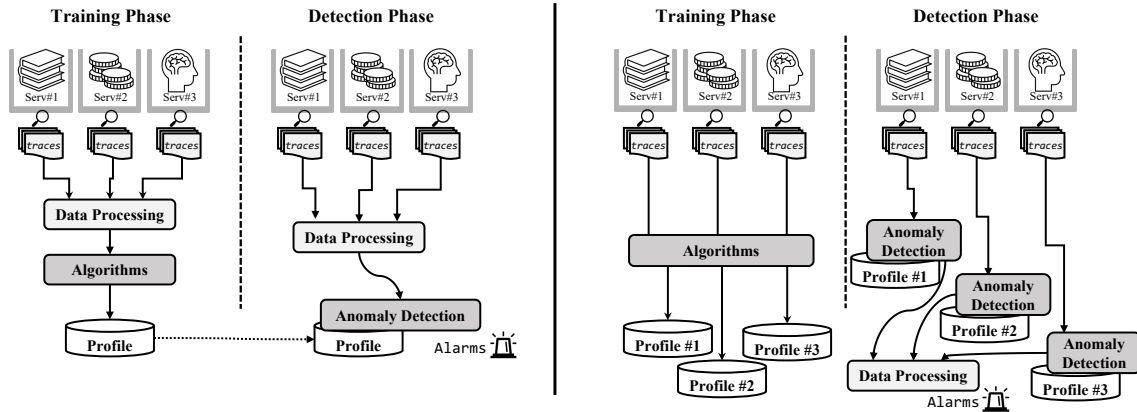 Training Phase
Detection Phase
Serv#1
Serv#2
Serv#3
Serv#1
Serv#2
Serv#3
traces
traces
traces
traces
traces
traces
Data Processing
Data Processing
Algorithms
Anomaly Detection
Profile
Profile
Alarms
Training Phase
Detection Phase
Serv#1
Serv#2
Serv#3
Serv#1
Serv#2
Serv#3
traces
traces
traces
traces
traces
traces
Algorithms
Anomaly
Detection
Profile #1
Anomaly
Detection
Profile #2
Profile #1
Profile #2
Profile #3
Anomaly
Detection
Profile #3
Data Processing
Alarms